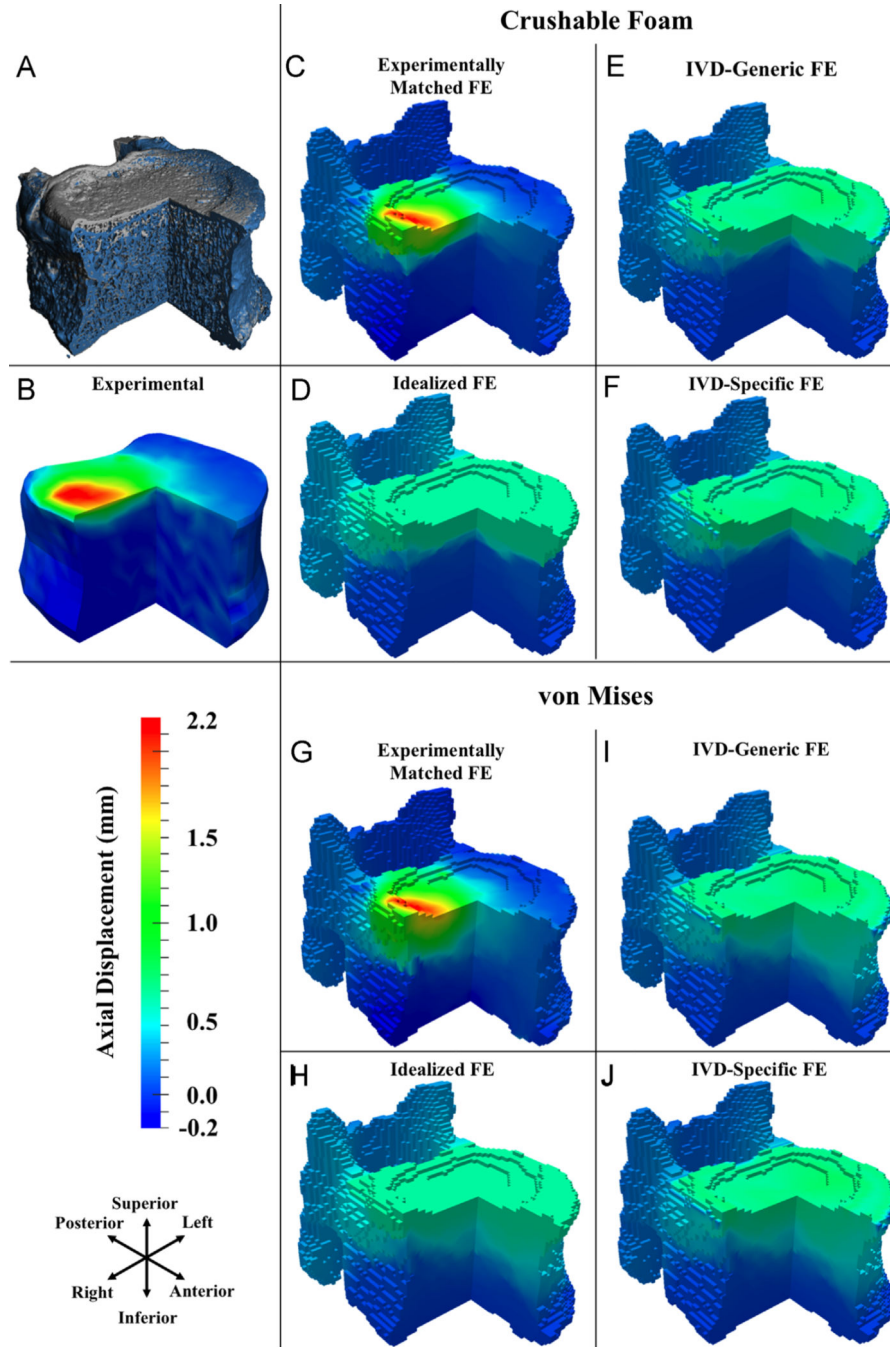 Crushable Foam
A
C
Experimentally
Matched FE
E
IVD-Generic FE
B
Experimental
D
Idealized FE
F
IVD-Specific FE
von Mises
G
Experimentally
Matched FE
I
IVD-Generic FE
Axial Displacement (mm)
2.2
1.5
1.0
0.5
0.0
-0.2
H
Idealized FE
J
IVD-Specific FE
Superior
Posterior
Left
Right
Anterior
Inferior